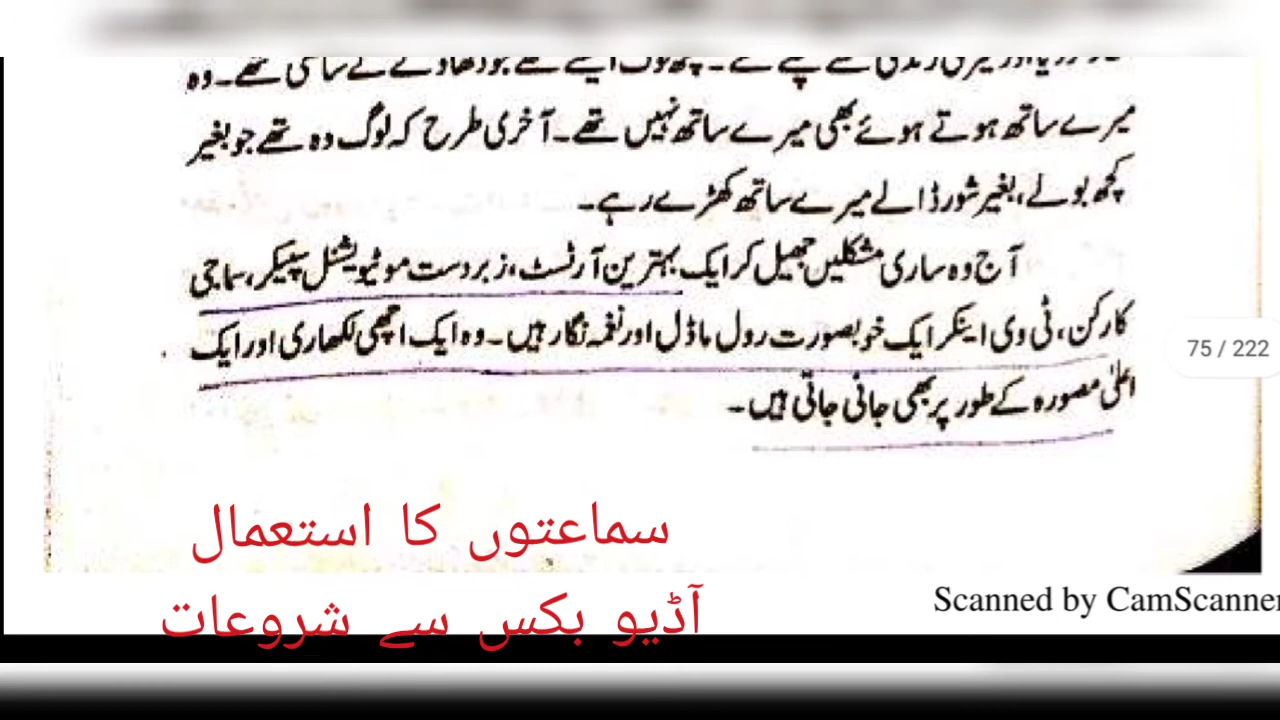 میرے ساتھ ہوتے ہوئے بھی میرے ساتھ نہیں تھے۔ آخری طرح کہ لوگ وہ تھے جو بغیر
کچھ بولے، بغیر شور ڈالے میرے ساتھ کھڑے رہے۔
آج وہ ساری مشکلیں جھیل کر ایک بہترین آرٹسٹ، زبردست موٹیویشنل سپیکر، سماجی
کارکن، ٹی وی اینکر ایک خوبصورت رول ماڈل اور نغمہ نگار ہیں۔ وہ ایک اچھی لکھاری اور ایک
اعلیٰ مصورہ کے طور پر بھی جانی جاتی ہیں۔
75 / 222
سماعتوں کا استعمال
آڈیو بکس سے شروعات
Scanned by CamScanner